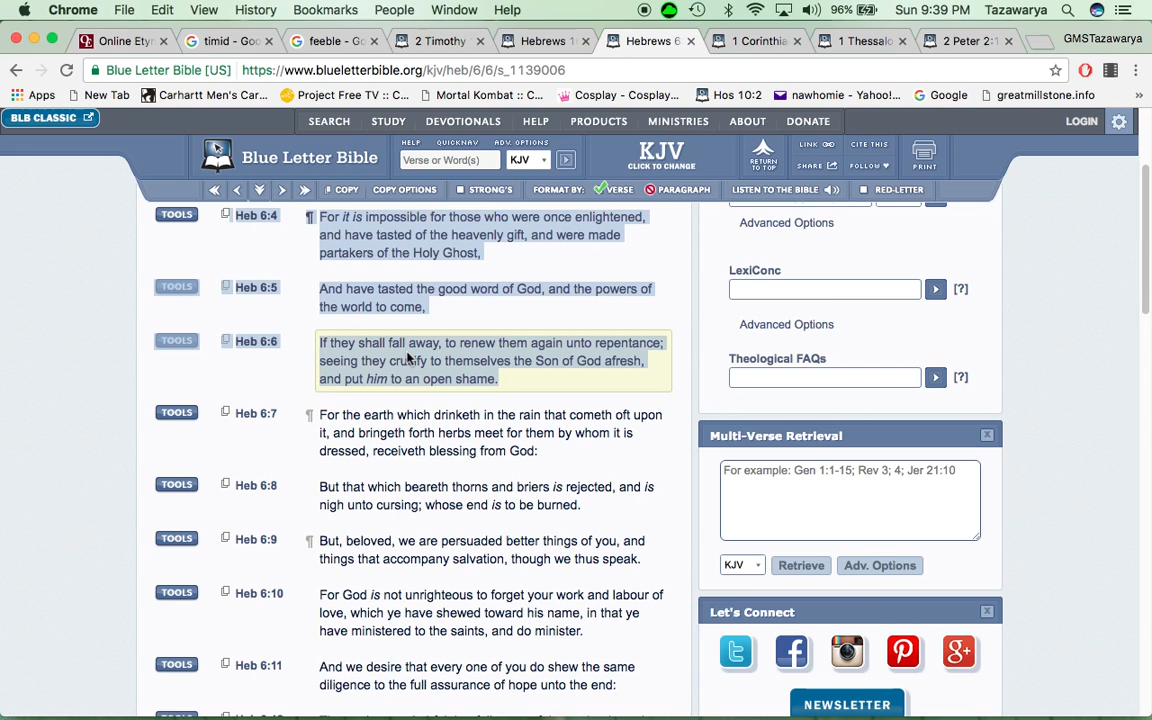 Chrome File Edit View History Bookmarks People Window Help 96% Sun 9:39 PM Tazawarya
Online Ety
timid - Goo
feeble - Go
2 Timothy
Hebrews 1
Hebrews 6
1 Corinthia
1 Thessalo
2 Peter 2:1
GMSTazawarya
Blue Letter Bible [US] https://www.blueletterbible.org/kjv/heb/6/6/s_1139006
Apps New Tab Carhartt Men's Car... Project Free TV :: C... Mortal Kombat :: C... Cosplay - Cosplay... Hos 10:2 nawhomie - Yahoo!... Google greatmillstone.info »
BLB CLASSIC
SEARCH STUDY DEVOTIONALS HELP PRODUCTS MINISTRIES ABOUT DONATE LOGIN
Blue Letter Bible
HELP QUICKNAV ADV. OPTIONS
Verse or Word(s) KJV
KJV
CLICK TO CHANGE
RETURN
TO TOP
LINK CITE THIS
SHARE FOLLOW
PRINT
COPY COPY OPTIONS STRONG'S FORMAT BY: VERSE PARAGRAPH LISTEN TO THE BIBLE RED-LETTER
TOOLS Heb 6:4 ¶ For it is impossible for those who were once enlightened,
and have tasted of the heavenly gift, and were made
partakers of the Holy Ghost,
TOOLS Heb 6:5 And have tasted the good word of God, and the powers of
the world to come,
TOOLS Heb 6:6 If they shall fall away, to renew them again unto repentance;
seeing they crucify to themselves the Son of God afresh,
and put him to an open shame.
TOOLS Heb 6:7 ¶ For the earth which drinketh in the rain that cometh oft upon
it, and bringeth forth herbs meet for them by whom it is
dressed, receiveth blessing from God:
TOOLS Heb 6:8 But that which beareth thorns and briers is rejected, and is
nigh unto cursing; whose end is to be burned.
TOOLS Heb 6:9 ¶ But, beloved, we are persuaded better things of you, and
things that accompany salvation, though we thus speak.
TOOLS Heb 6:10 For God is not unrighteous to forget your work and labour of
love, which ye have shewed toward his name, in that ye
have ministered to the saints, and do minister.
TOOLS Heb 6:11 And we desire that every one of you do shew the same
diligence to the full assurance of hope unto the end:
Advanced Options
LexiConc
[?]
Advanced Options
Theological FAQs
[?]
Multi-Verse Retrieval
For example: Gen 1:1-15; Rev 3; 4; Jer 21:10
KJV Retrieve Adv. Options
Let's Connect
NEWSLETTER